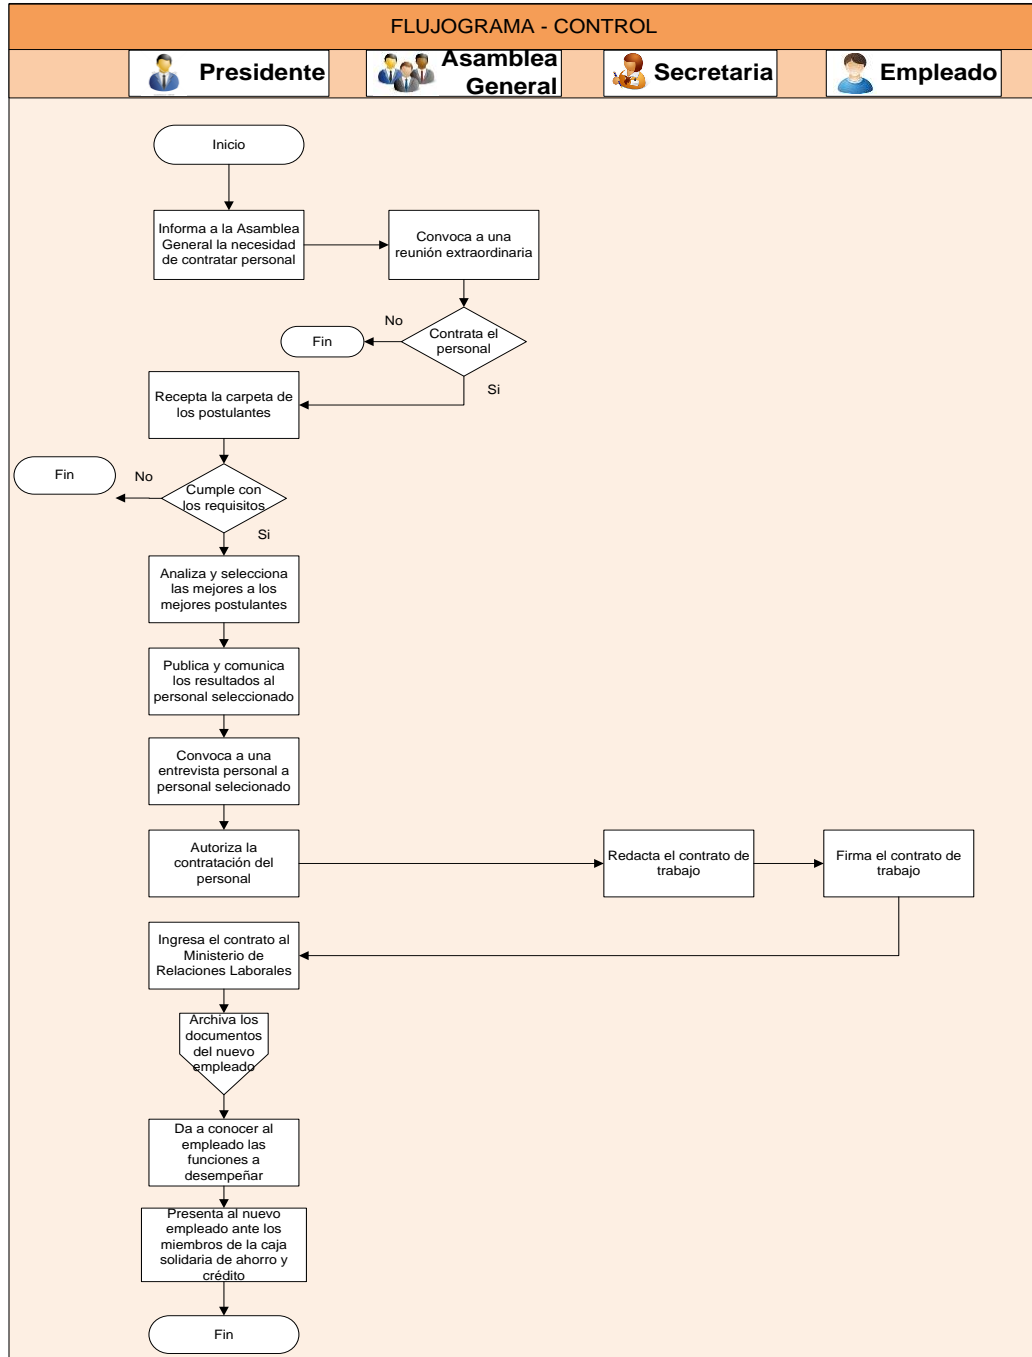 FLUJOGRAMA - CONTROL
Presidente
Asamblea
General
Secretaria
Empleado
Inicio
Informa a la Asamblea
General la necesidad
de contratar personal
Convoca a una
reunión extraordinaria
Contrata el
personal
No
Fin
Si
Recepta la carpeta de
los postulantes
Cumple con
los requisitos
No
Fin
Si
Analiza y selecciona
las mejores a los
mejores postulantes
Publica y comunica
los resultados al
personal seleccionado
Convoca a una
entrevista personal a
personal selecionado
Autoriza la
contratación del
personal
Redacta el contrato de
trabajo
Firma el contrato de
trabajo
Ingresa el contrato al
Ministerio de
Relaciones Laborales
Archiva los
documentos
del nuevo
empleado
Da a conocer al
empleado las
funciones a
desempeñar
Presenta al nuevo
empleado ante los
miembros de la caja
solidaria de ahorro y
crédito
Fin